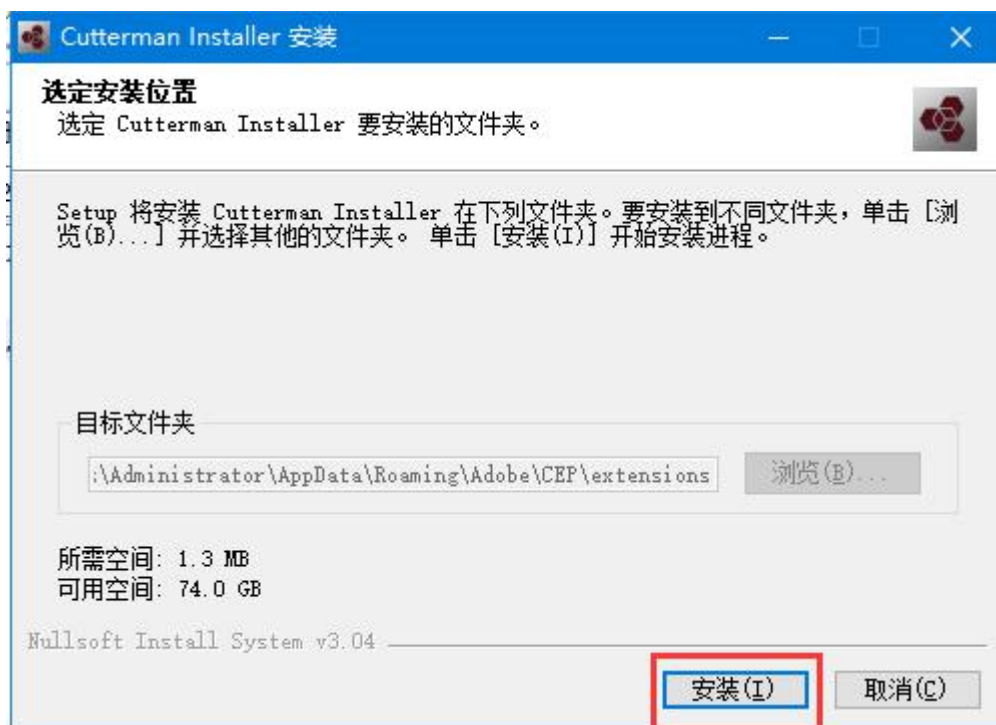 Cutterman Installer 安装
选定安装位置
选定 Cutterman Installer 要安装的文件夹。
Setup 将安装 Cutterman Installer 在下列文件夹。要安装到不同文件夹，单击 [浏
览(B)...] 并选择其他的文件夹。 单击 [安装(I)] 开始安装进程。
目标文件夹
:\Administrator\AppData\Roaming\Adobe\CEP\extensions
浏览(B)...
所需空间: 1.3 MB
可用空间: 74.0 GB
Nullsoft Install System v3.04
安装(I)
取消(C)